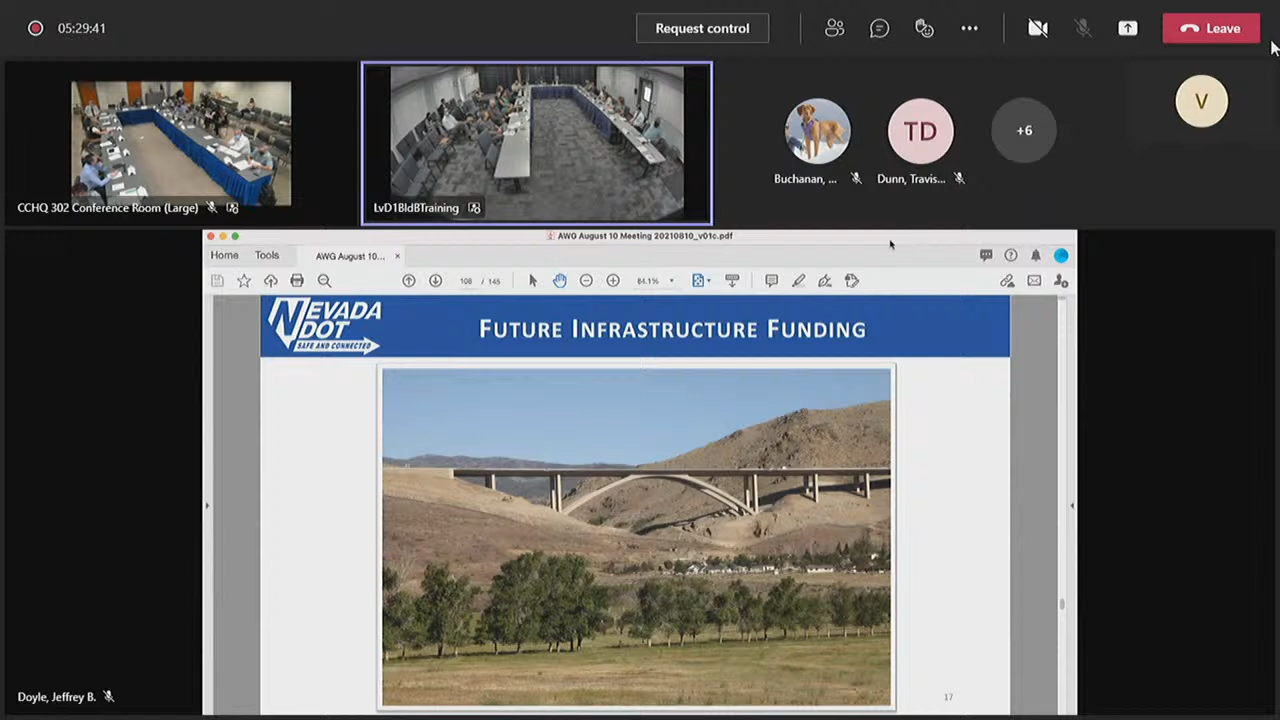 05:29:41
Request control
Leave
CCHQ 302 Conference Room (Large)
LvD1BldBTraining
Buchanan, ...
TD
Dunn, Travis...
+6
V
AWG August 10 Meeting 20210810_v01c.pdf
Home
Tools
AWG August 10...
108 / 145
84.1%
NEVADA
DOT
SAFE AND CONNECTED
FUTURE INFRASTRUCTURE FUNDING
17
Doyle, Jeffrey B.